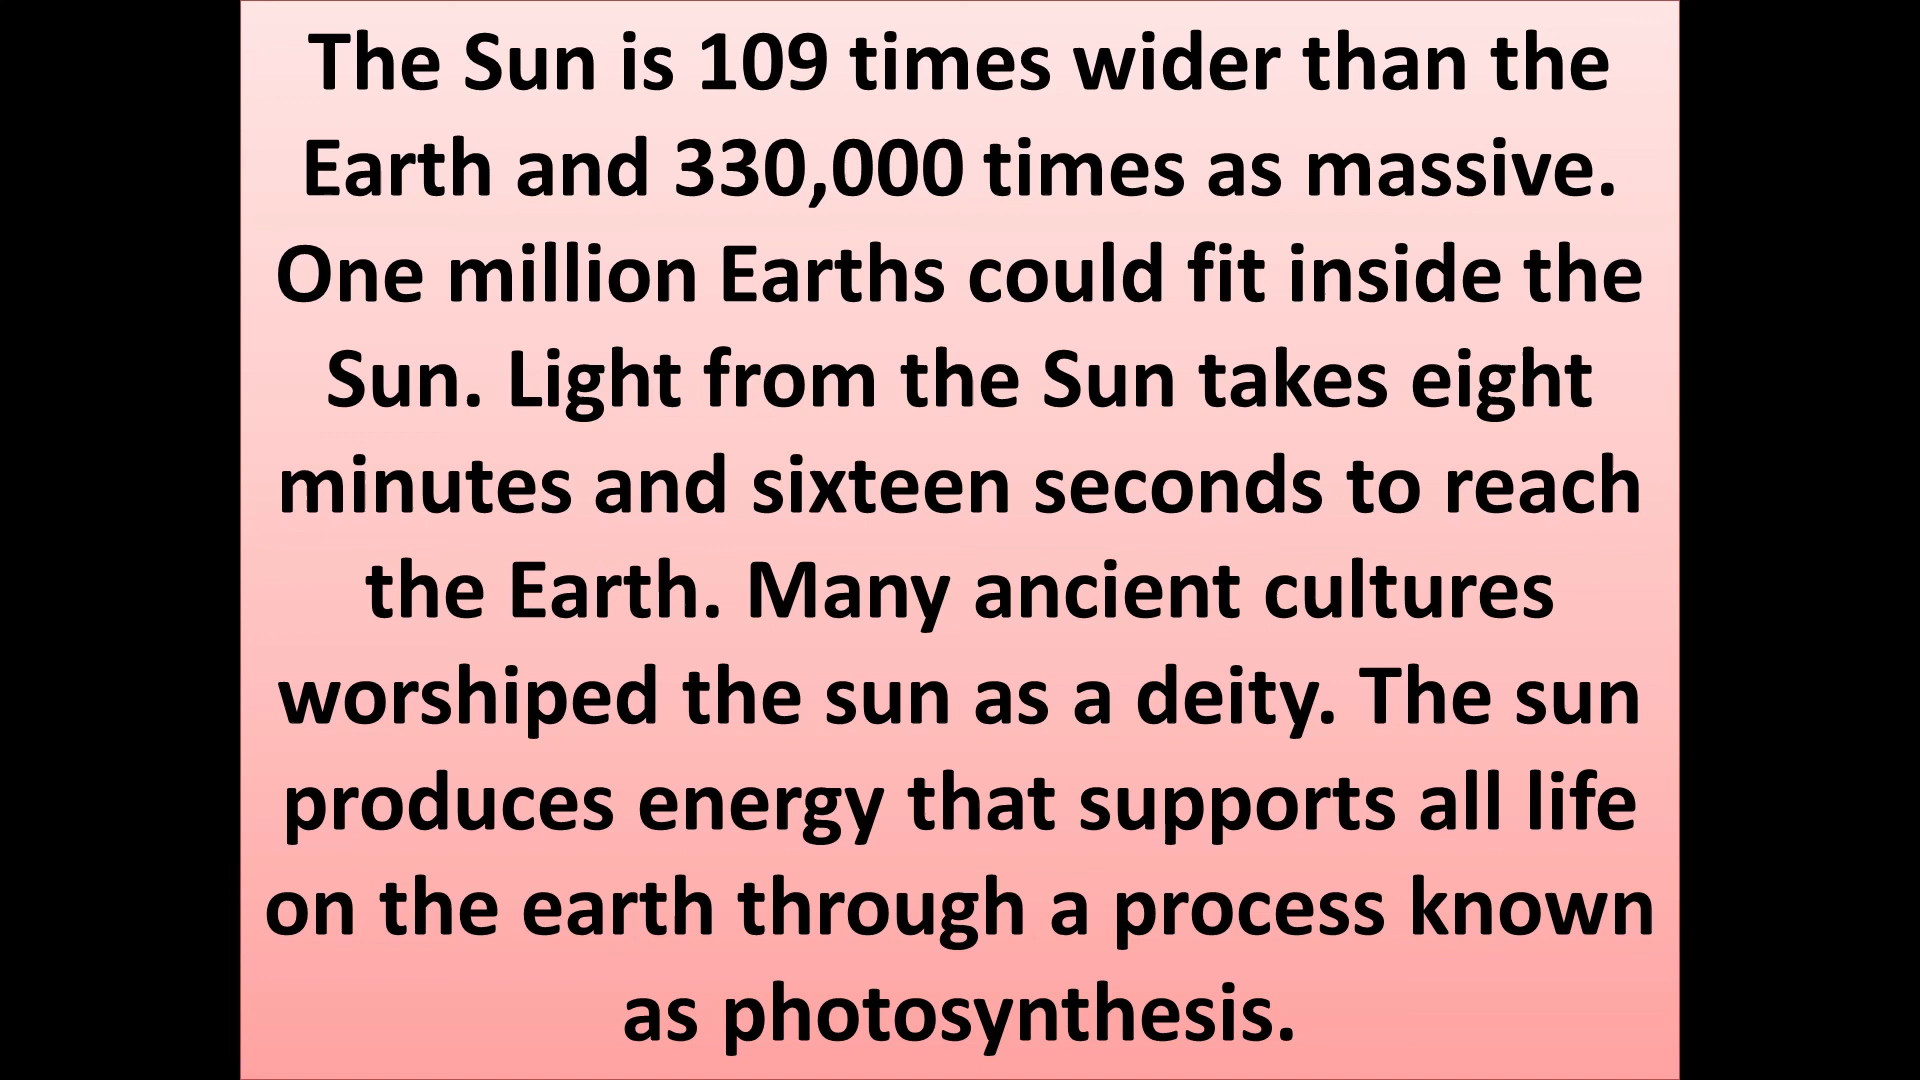 The Sun is 109 times wider than the
Earth and 330,000 times as massive.
One million Earths could fit inside the
Sun. Light from the Sun takes eight
minutes and sixteen seconds to reach
the Earth. Many ancient cultures
worshiped the sun as a deity. The sun
produces energy that supports all life
on the earth through a process known
as photosynthesis.